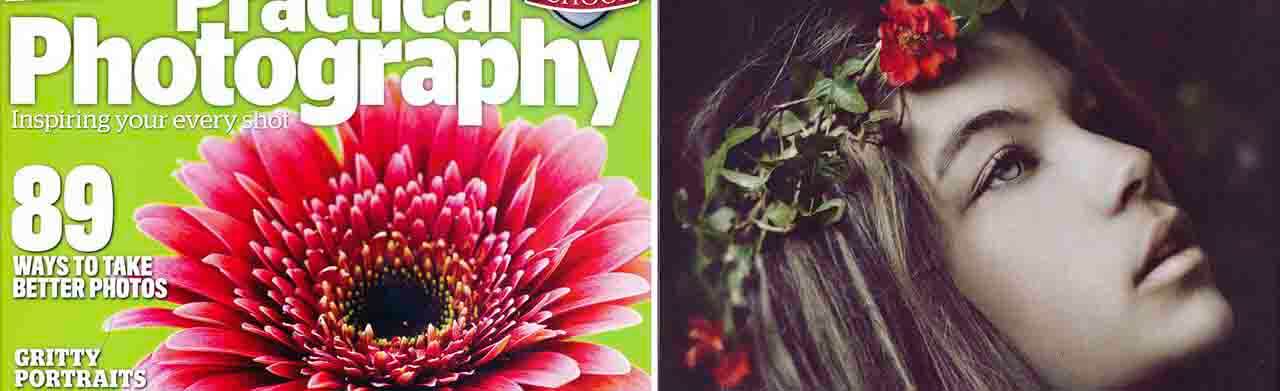 Practical
Photography
Inspiring your every shot
89
WAYS TO TAKE
BETTER PHOTOS
GRITTY
PORTRAITS